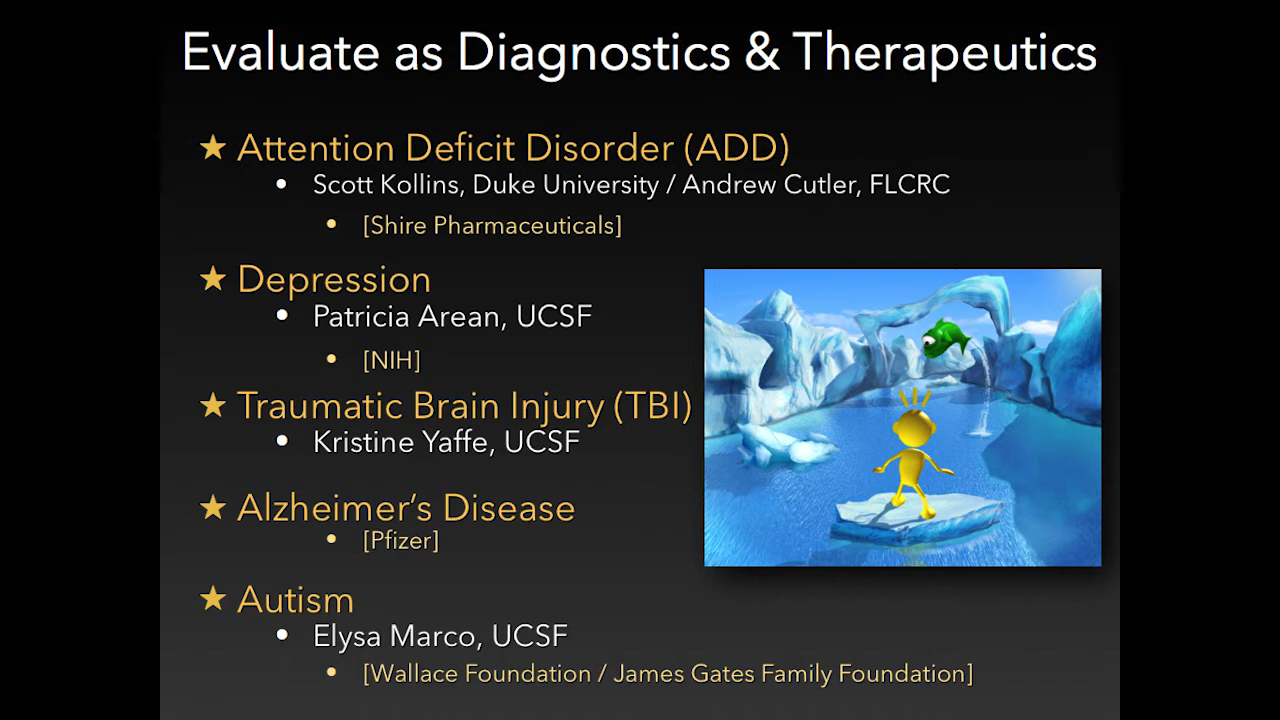 Evaluate as Diagnostics & Therapeutics
★ Attention Deficit Disorder (ADD)
• Scott Kollins, Duke University / Andrew Cutler, FLCRC
• [Shire Pharmaceuticals]
★ Depression
• Patricia Arean, UCSF
• [NIH]
★ Traumatic Brain Injury (TBI)
• Kristine Yaffe, UCSF
★ Alzheimer’s Disease
• [Pfizer]
★ Autism
• Elysa Marco, UCSF
• [Wallace Foundation / James Gates Family Foundation]